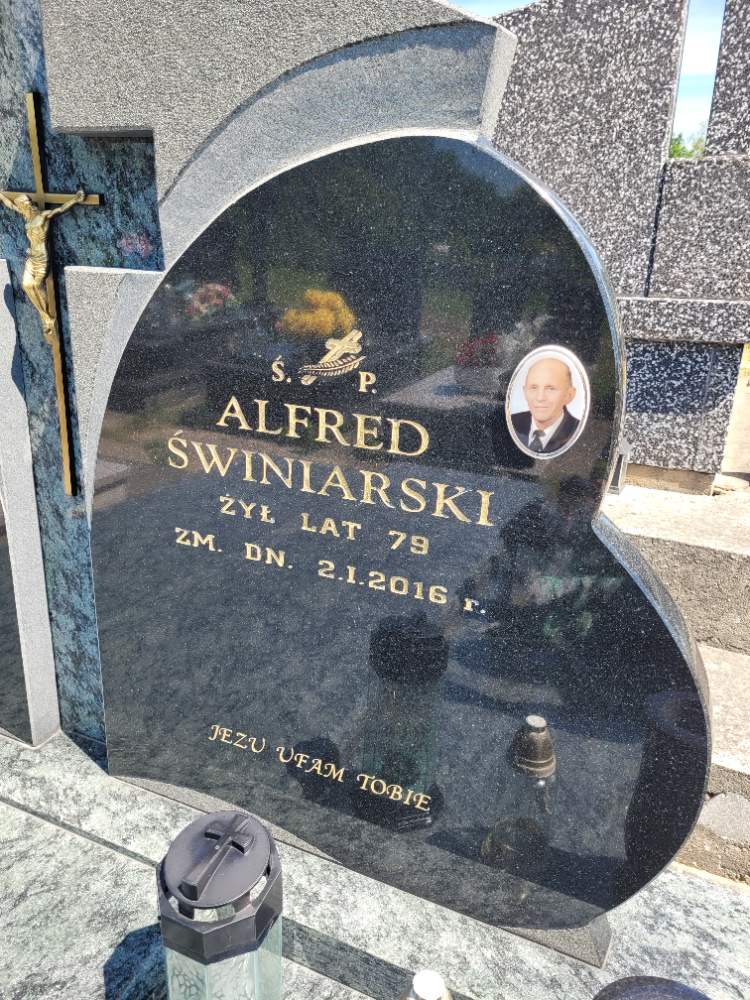 Ś. P.
ALFRED
ŚWINIARSKI
ŻYŁ LAT 79
ZM. DN. 2.I.2016 r.
JEZU UFAM TOBIE